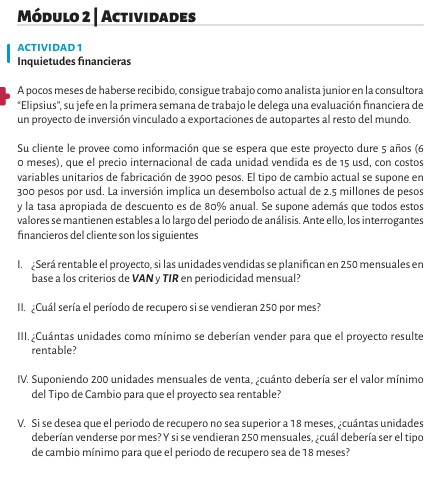 MÓDULO 2 | ACTIVIDADES
ACTIVIDAD 1
Inquietudes financieras
A pocos meses de haberse recibido, consigue trabajo como analista junior en la consultora
"Elipsius", su jefe en la primera semana de trabajo le delega una evaluación financiera de
un proyecto de inversión vinculado a exportaciones de autopartes al resto del mundo.
Su cliente le provee como información que se espera que este proyecto dure 5 años (6
0 meses), que el precio internacional de cada unidad vendida es de 15 usd, con costos
variables unitarios de fabricación de 3900 pesos. El tipo de cambio actual se supone en
300 pesos por usd. La inversión implica un desembolso actual de 2.5 millones de pesos
y la tasa apropiada de descuento es de 80% anual. Se supone además que todos estos
valores se mantienen estables a lo largo del periodo de análisis. Ante ello, los interrogantes
financieros del cliente son los siguientes
I. ¿Será rentable el proyecto, si las unidades vendidas se planifican en 250 mensuales en
base a los criterios de VAN y TIR en periodicidad mensual?
II. ¿Cuál sería el período de recupero si se vendieran 250 por mes?
III. ¿Cuántas unidades como mínimo se deberían vender para que el proyecto resulte
rentable?
IV. Suponiendo 200 unidades mensuales de venta, ¿cuánto debería ser el valor mínimo
del Tipo de Cambio para que el proyecto sea rentable?
V. Si se desea que el periodo de recupero no sea superior a 18 meses, ¿cuántas unidades
deberían venderse por mes? Y si se vendieran 250 mensuales, ¿cuál debería ser el tipo
de cambio mínimo para que el periodo de recupero sea de 18 meses?